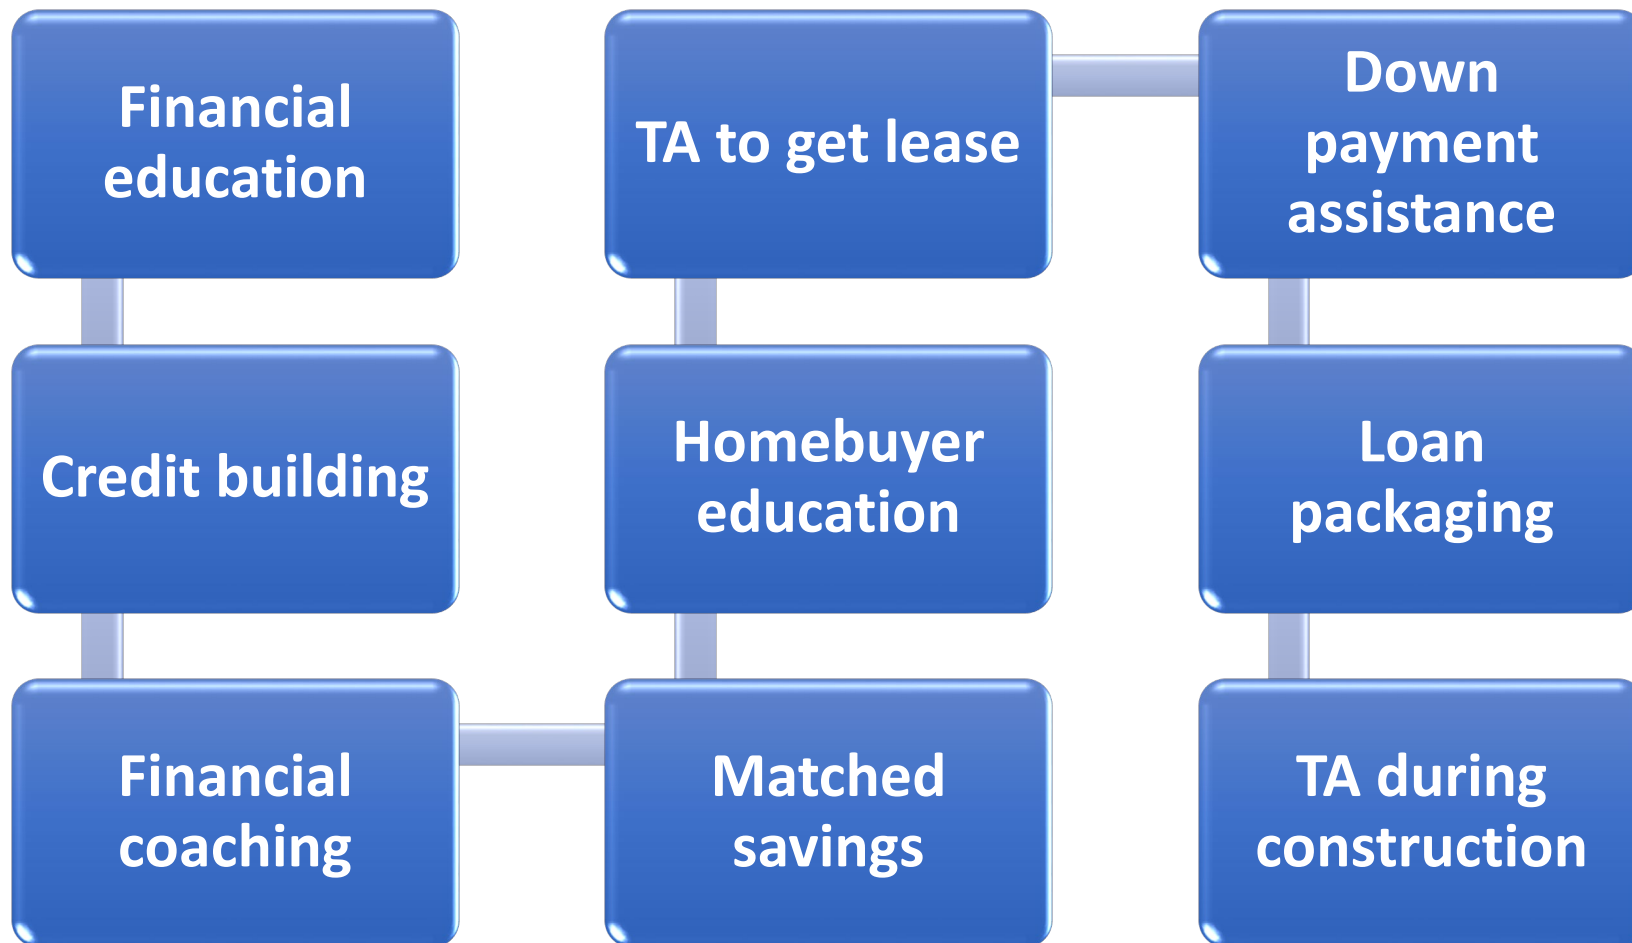 Financial
education
Credit building
Financial
coaching
Matched
savings
Homebuyer
education
TA to get lease
Down
payment
assistance
Loan
packaging
TA during
construction